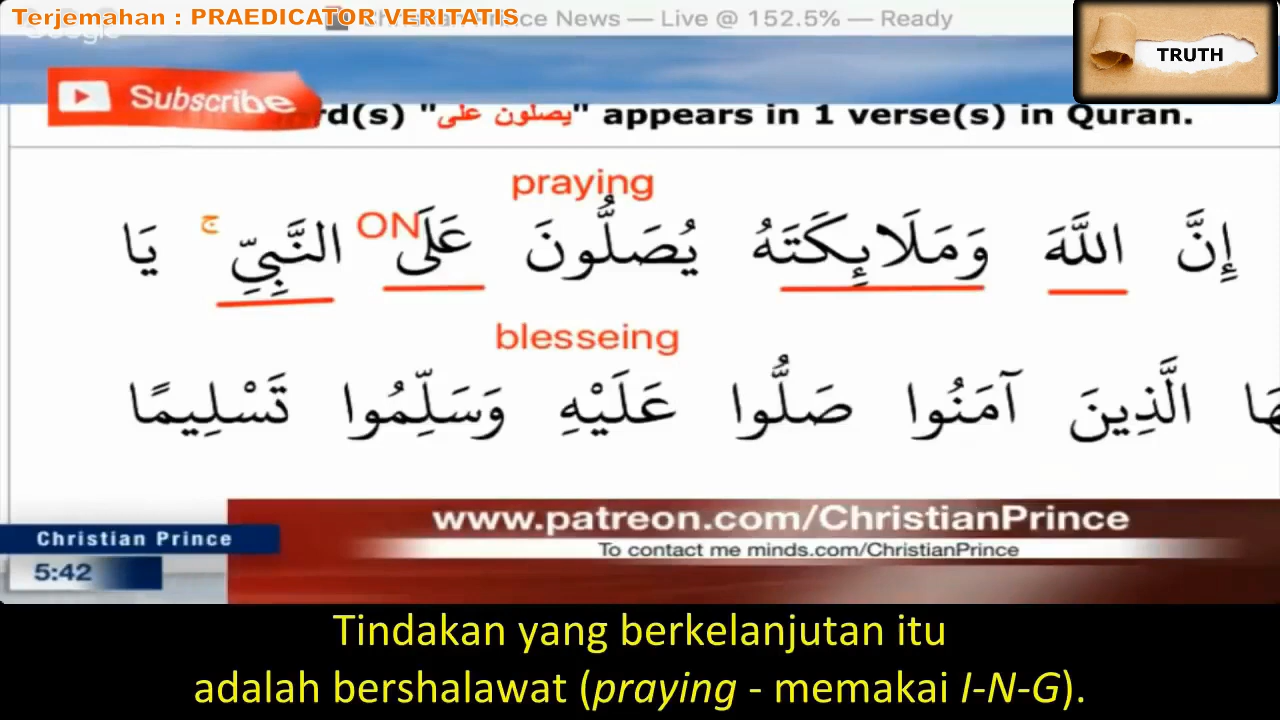 Terjemahan : PRAEDICATOR VERITATIS
Prince News — Live @ 152.5% — Ready
Google
TRUTH
Subscribe
rd(s) "يصلون على" appears in 1 verse(s) in Quran.
praying
ON
إِنَّ اللَّهَ وَمَلَائِكَتَهُ يُصَلُّونَ عَلَى النَّبِيِّ ۚ يَا
blesseing
الَّذِينَ آمَنُوا صَلُّوا عَلَيْهِ وَسَلِّمُوا تَسْلِيمًا
www.patreon.com/ChristianPrince
To contact me minds.com/ChristianPrince
Christian Prince
5:42
Tindakan yang berkelanjutan itu
adalah bershalawat (praying - memakai I-N-G).